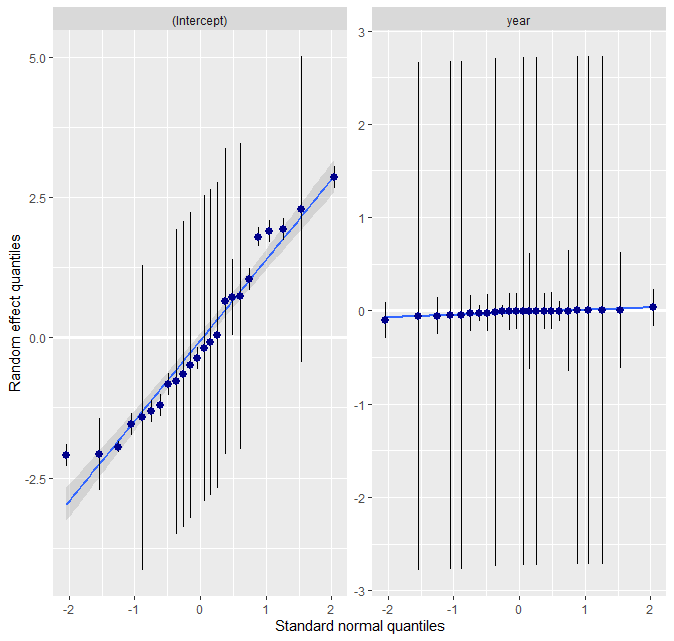 (Intercept) year
Random effect quantiles
5.0
2.5
0.0
-2.5
3
2
1
0
-1
-2
-3
-2 -1 0 1 2 -2 -1 0 1 2
Standard normal quantiles